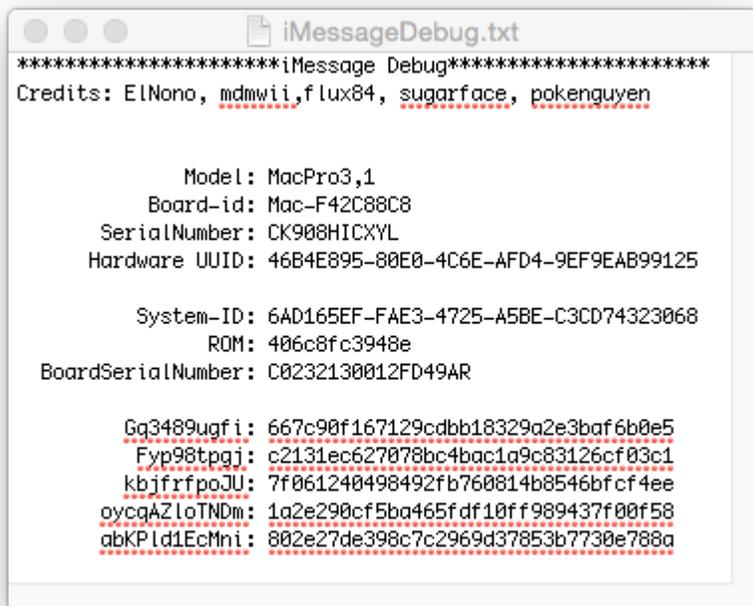 iMessageDebug.txt
**********************iMessage Debug**********************
Credits: ElNono, mdmwii,flux84, sugarface, pokenguyen
Model: MacPro3,1
Board-id: Mac-F42C88C8
SerialNumber: CK908HICXYL
Hardware UUID: 46B4E895-80E0-4C6E-AFD4-9EF9EAB99125
System-ID: 6AD165EF-FAE3-4725-A5BE-C3CD74323068
ROM: 406c8fc3948e
BoardSerialNumber: C0232130012FD49AR
Gq3489ugfi: 667c90f167129cdbb18329a2e3baf6b0e5
Fyp98tpgj: c2131ec627078bc4bac1a9c83126cf03c1
kbjfrfpoJU: 7f061240498492fb760814b8546bfcf4ee
oycqAZloTNDm: 1a2e290cf5ba465fdf10ff989437f00f58
abKPld1EcMni: 802e27de398c7c2969d37853b7730e788a